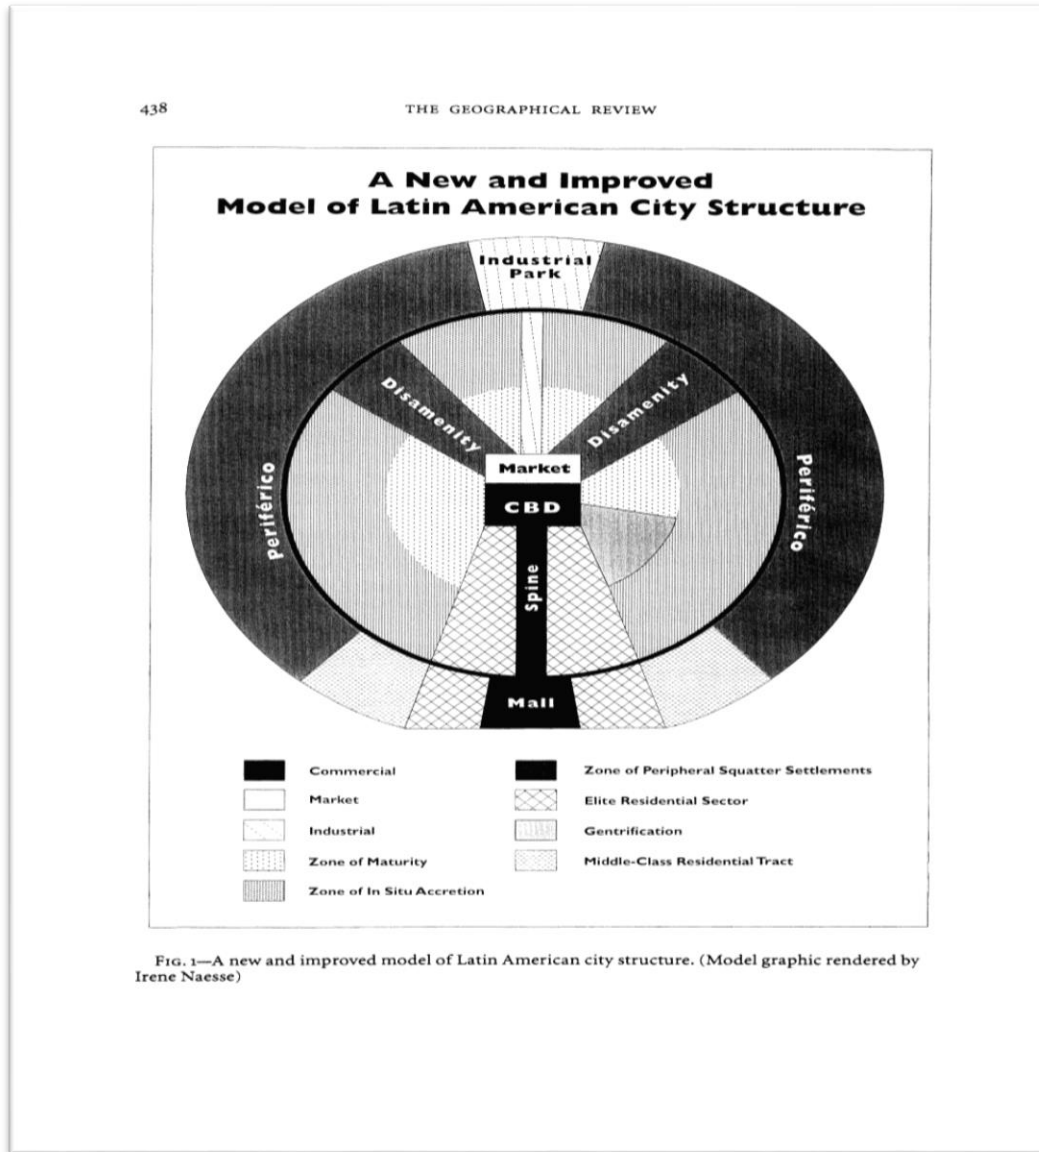 438
THE GEOGRAPHICAL REVIEW
A New and Improved
Model of Latin American City Structure
Industrial
Park
Disamenity
Disamenity
Market
CBD
Periférico
Periférico
Spine
Mall
Commercial
Market
Industrial
Zone of Maturity
Zone of In Situ Accretion
Zone of Peripheral Squatter Settlements
Elite Residential Sector
Gentrification
Middle-Class Residential Tract
FIG. 1—A new and improved model of Latin American city structure. (Model graphic rendered by
Irene Naesse)